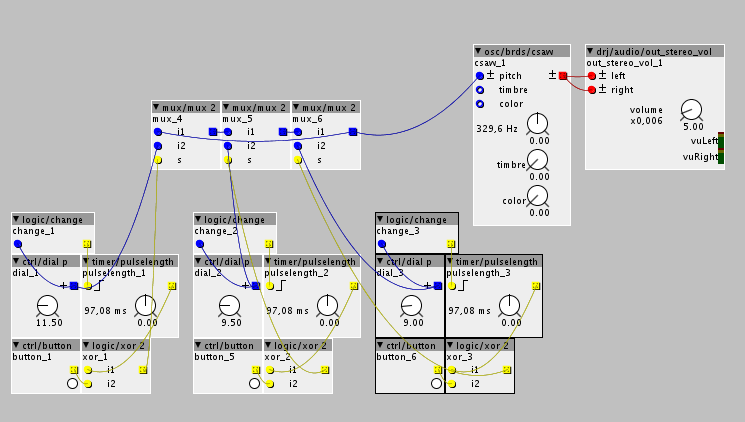 osc/brds/csaw
csaw_1
pitch
timbre
color
329,6 Hz
0.00
timbre
0.00
color
0.00
drj/audio/out_stereo_vol
out_stereo_vol_1
left
right
volume
x0,006
5.00
vuLeft
vuRight
mux/mux 2
mux_4
i1
i2
s
mux/mux 2
mux_5
i1
i2
s
mux/mux 2
mux_6
i1
i2
s
logic/change
change_1
ctrl/dial p
dial_1
11.50
timer/pulselength
pulselength_1
97,08 ms
0.00
ctrl/button
button_1
logic/xor 2
xor_1
i1
i2
logic/change
change_2
ctrl/dial p
dial_2
9.50
timer/pulselength
pulselength_2
97,08 ms
0.00
ctrl/button
button_5
logic/xor 2
xor_2
i1
i2
logic/change
change_3
ctrl/dial p
dial_3
9.00
timer/pulselength
pulselength_3
97,08 ms
0.00
ctrl/button
button_6
logic/xor 2
xor_3
i1
i2